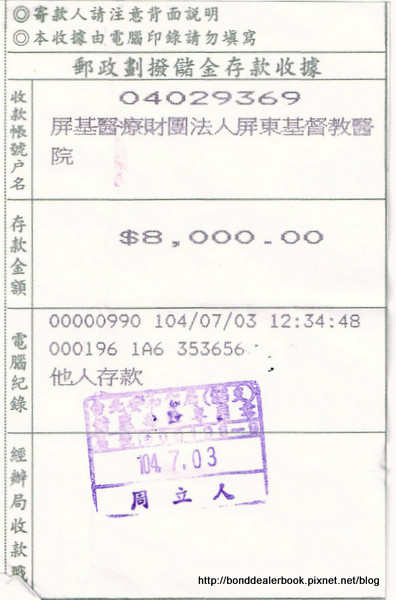 ◎寄款人請注意背面說明
◎本收據由電腦印錄請勿填寫
郵政劃撥儲金存款收據
收款帳號戶名
04029369
屏基醫療財團法人屏東基督教醫
院
存款金額
$8,000.00
電腦紀錄
00000990 104/07/03 12:34:48
000196 1A6 353656
他人存款
經辦局收款
104.7.03
周立人
http://bonddealerbook.pixnet.net/blog